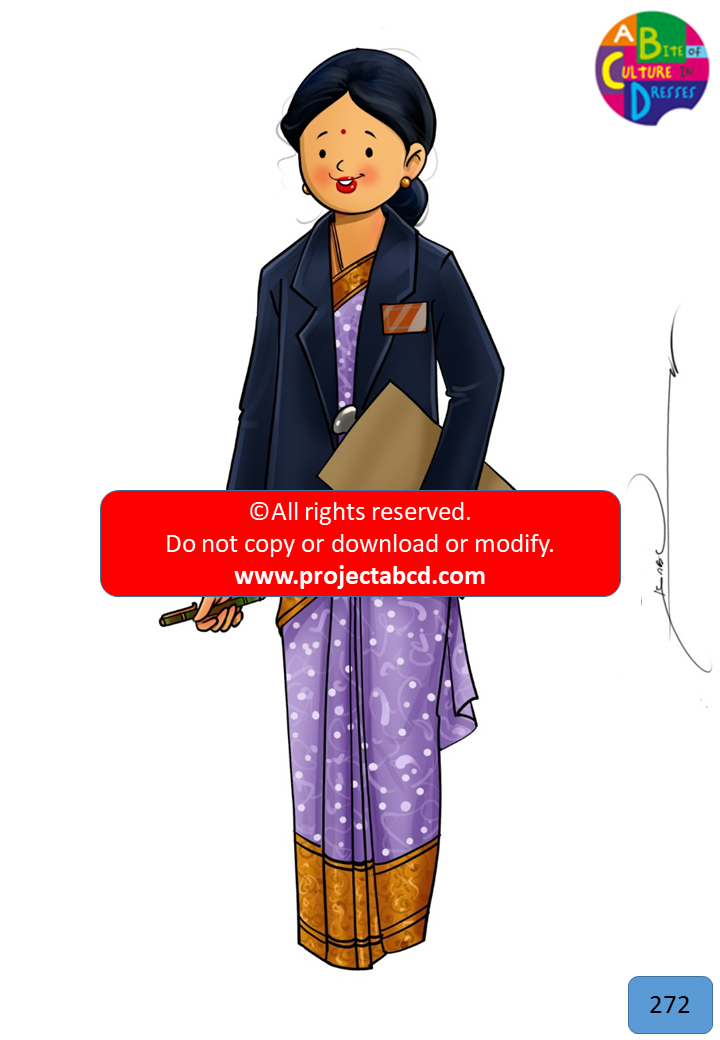 A BITE OF
CULTURE IN
DRESSES
©All rights reserved.
Do not copy or download or modify.
www.projectabcd.com
272